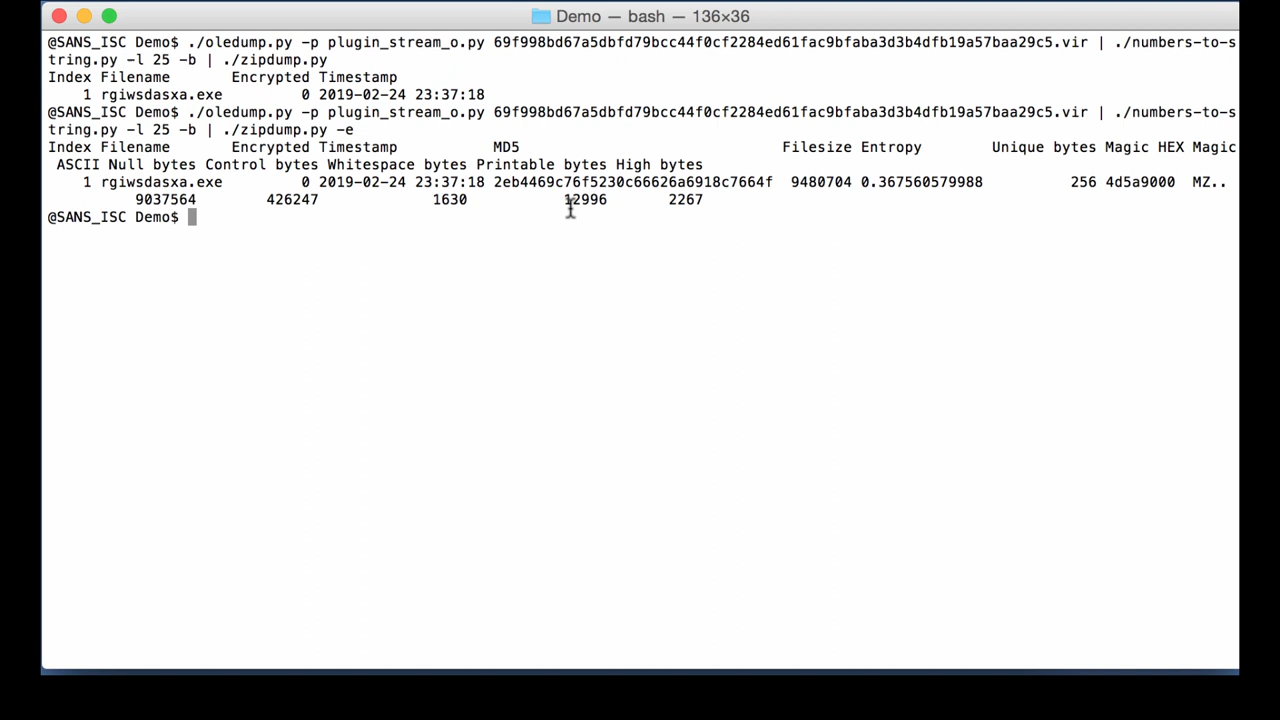 Demo — bash — 136×36
@SANS_ISC Demo$ ./oledump.py -p plugin_stream_o.py 69f998bd67a5dbfd79bcc44f0cf2284ed61fac9bfaba3d3b4dfb19a57baa29c5.vir | ./numbers-to-s
tring.py -l 25 -b | ./zipdump.py
Index Filename       Encrypted Timestamp
    1 rgiwsdasxa.exe         0 2019-02-24 23:37:18
@SANS_ISC Demo$ ./oledump.py -p plugin_stream_o.py 69f998bd67a5dbfd79bcc44f0cf2284ed61fac9bfaba3d3b4dfb19a57baa29c5.vir | ./numbers-to-s
tring.py -l 25 -b | ./zipdump.py -e
Index Filename       Encrypted Timestamp           MD5                              Filesize Entropy        Unique bytes Magic HEX Magic
 ASCII Null bytes Control bytes Whitespace bytes Printable bytes High bytes
    1 rgiwsdasxa.exe         0 2019-02-24 23:37:18 2eb4469c76f5230c66626a6918c7664f  9480704 0.367560579988          256 4d5a9000  MZ..
          9037564        426247             1630           12996       2267
@SANS_ISC Demo$